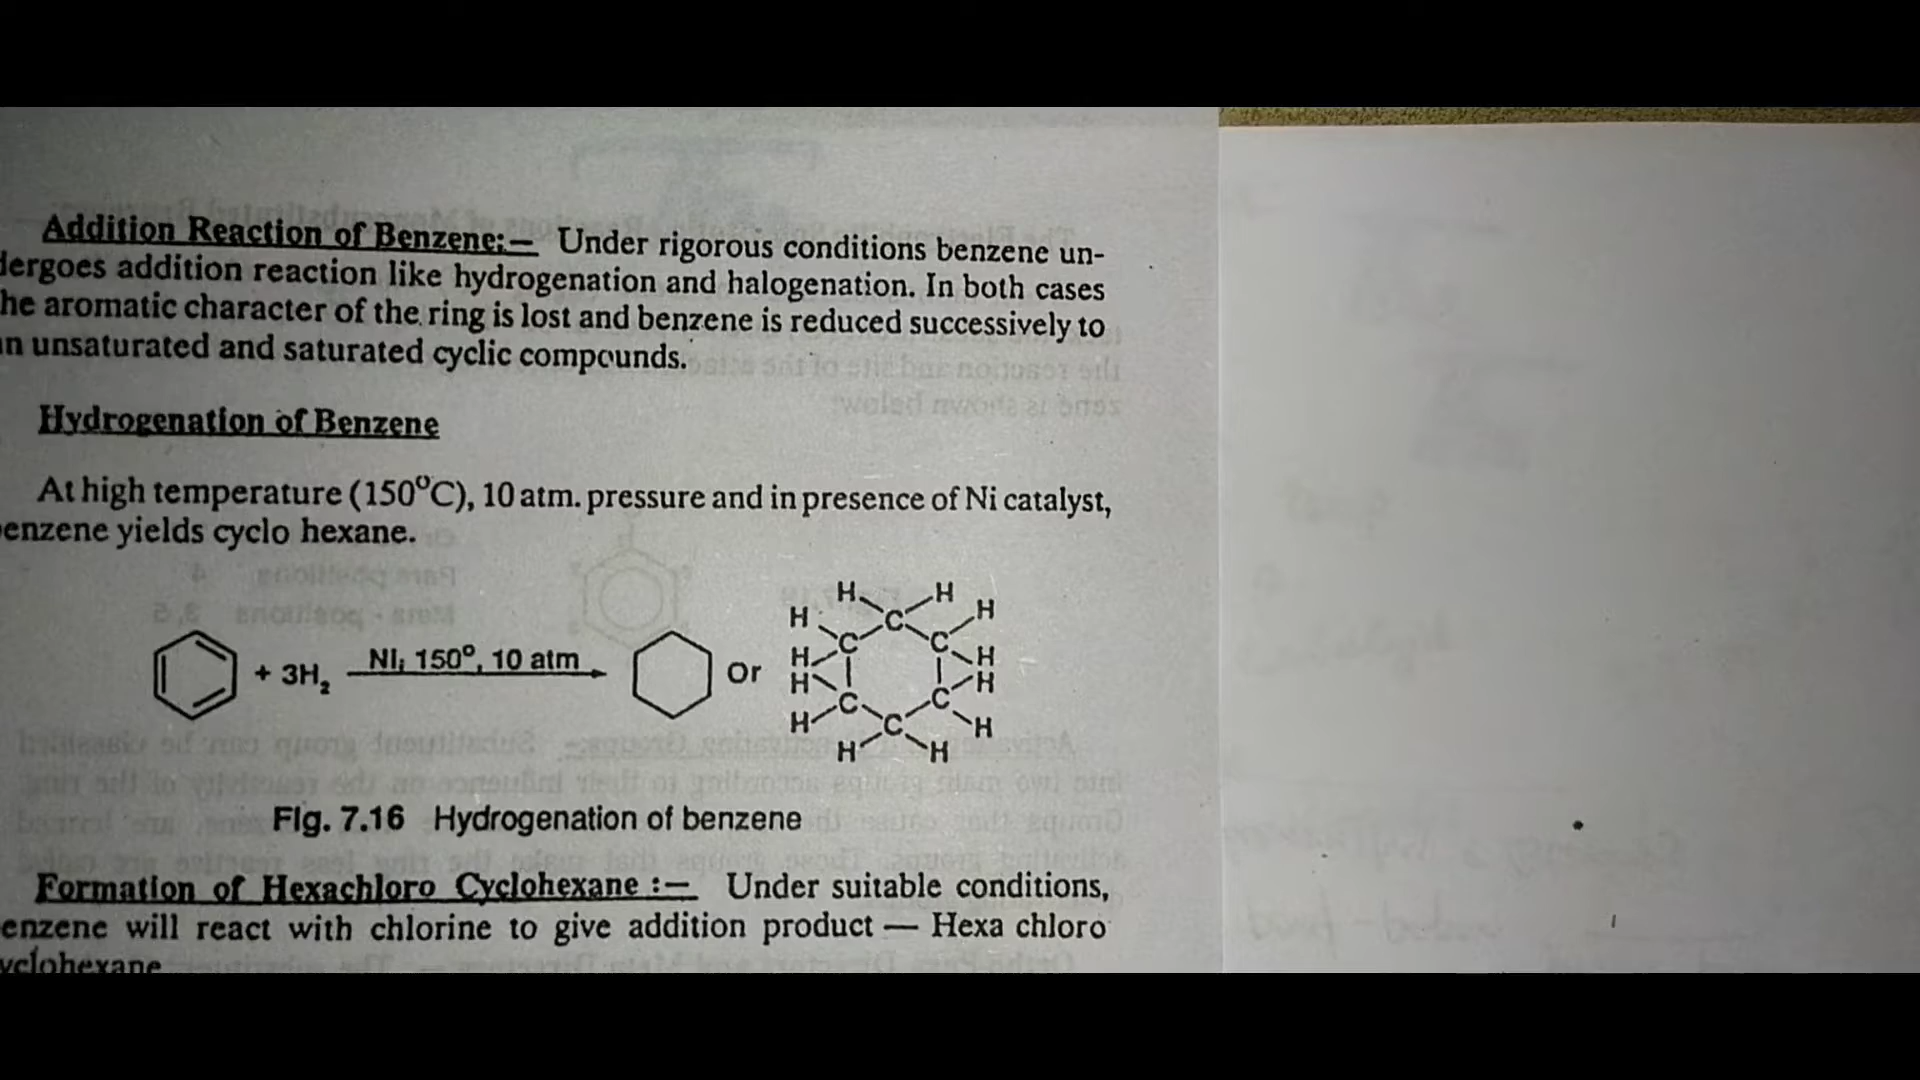 Addition Reaction of Benzene:— Under rigorous conditions benzene un-
dergoes addition reaction like hydrogenation and halogenation. In both cases
he aromatic character of the ring is lost and benzene is reduced successively to
n unsaturated and saturated cyclic compounds.
Hydrogenation of Benzene
At high temperature (150°C), 10 atm. pressure and in presence of Ni catalyst,
enzene yields cyclo hexane.
+ 3H₂ Ni, 150°, 10 atm Or
H H
H C H
C C
H H
H H
C C
H C H
H H
Fig. 7.16 Hydrogenation of benzene
Formation of Hexachloro Cyclohexane :— Under suitable conditions,
enzene will react with chlorine to give addition product — Hexa chloro
yclohexane